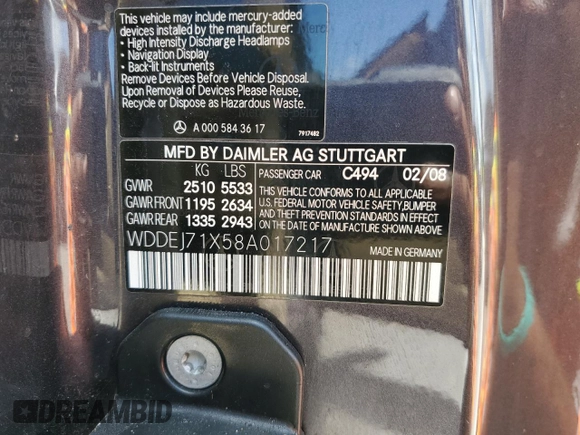 This vehicle may include mercury-added
devices installed by the manufacturer:
• High Intensity Discharge Headlamps
• Navigation Display
• Back-lit Instruments
Remove Devices Before Vehicle Disposal.
Upon Removal of Devices Please Reuse,
Recycle or Dispose as Hazardous Waste.
A 000 584 36 17
7917482
MFD BY DAIMLER AG STUTTGART
KG LBS PASSENGER CAR C494 02/08
GVWR 2510 5533 THIS VEHICLE CONFORMS TO ALL APPLICABLE
GAWR FRONT 1195 2634 U.S. FEDERAL MOTOR VEHICLE SAFETY, BUMPER
GAWR REAR 1335 2943 AND THEFT PREVENTION STANDARDS IN EFFECT
ON THE DATE OF MANUFACTURE SHOWN ABOVE.
WDDEJ71X58A017217
MADE IN GERMANY
DREAMBID